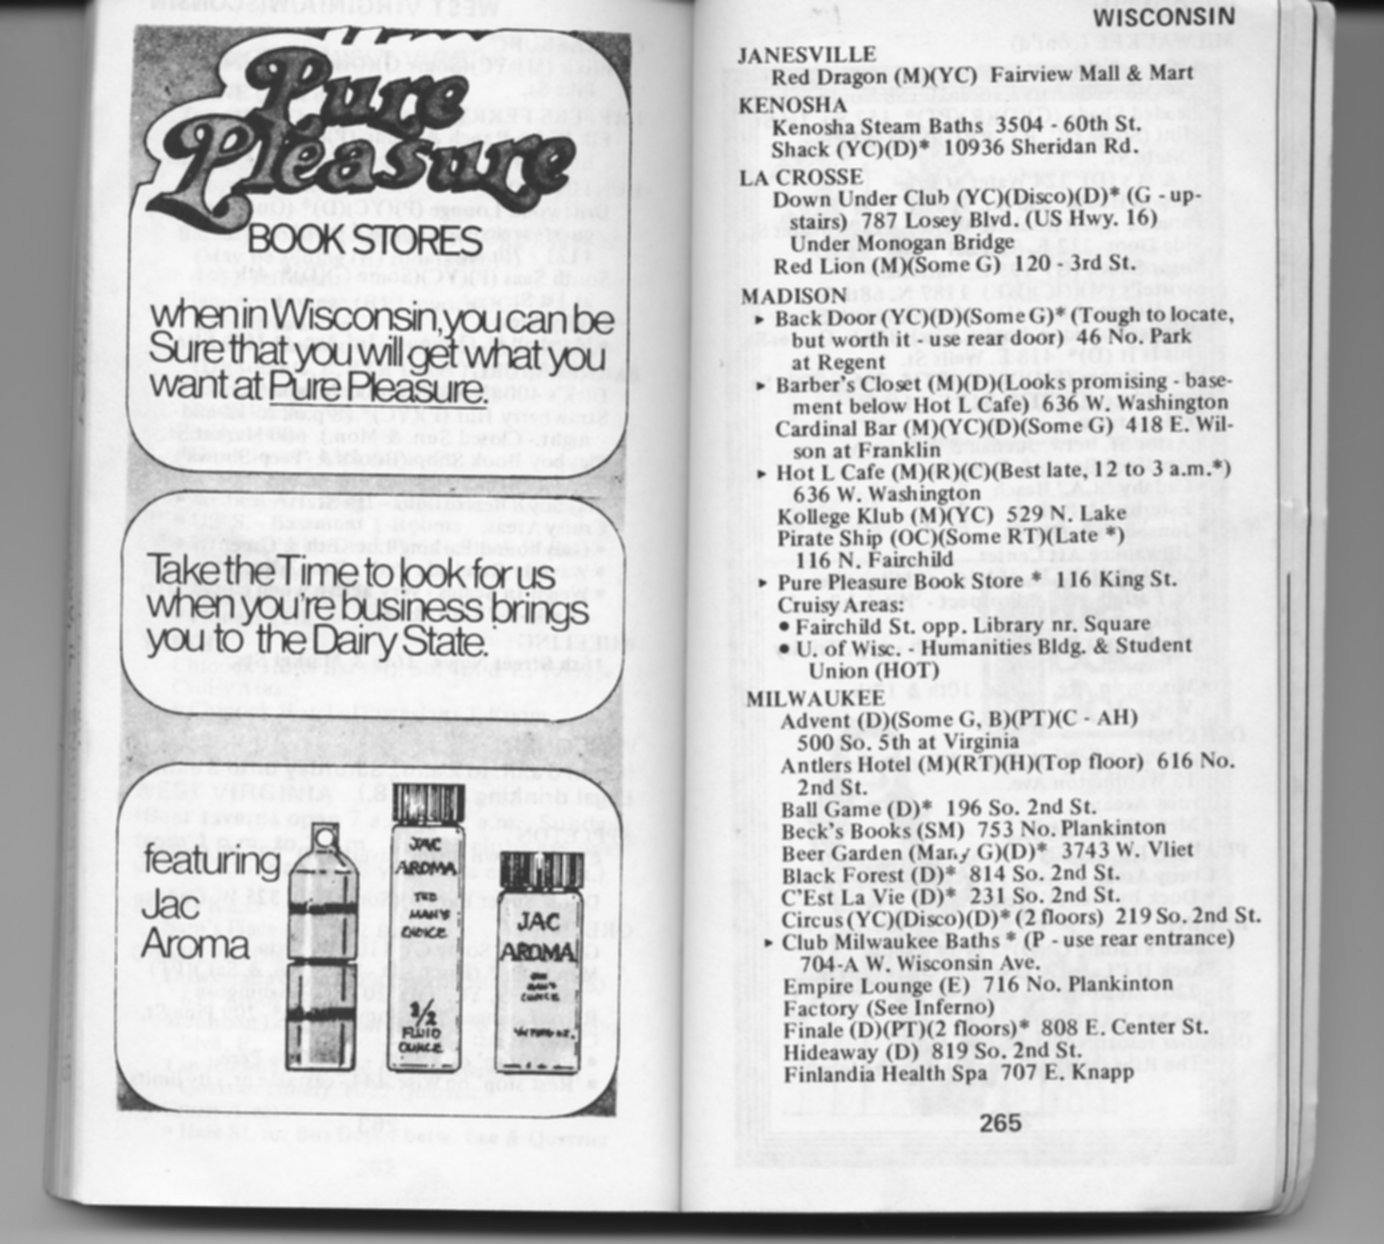 Pure
Pleasure
BOOK STORES
when in Wisconsin, you can be
Sure that you will get what you
want at Pure Pleasure.
Take the Time to look for us
when you're business brings
you to the Dairy State.
featuring
Jac
Aroma
JAC
AROMA
RED
MAN'S
CHOICE
1/2
FLUID
OUNCE
JAC
AROMA
WISCONSIN
JANESVILLE
Red Dragon (M)(YC) Fairview Mall & Mart
KENOSHA
Kenosha Steam Baths 3504 - 60th St.
Shack (YC)(D)* 10936 Sheridan Rd.
LA CROSSE
Down Under Club (YC)(Disco)(D)* (G - up-
stairs) 787 Losey Blvd. (US Hwy. 16)
Under Monogan Bridge
Red Lion (M)(Some G) 120 - 3rd St.
MADISON
▸ Back Door (YC)(D)(Some G)* (Tough to locate,
but worth it - use rear door) 46 No. Park
at Regent
▸ Barber's Closet (M)(D)(Looks promising - base-
ment below Hot L Cafe) 636 W. Washington
Cardinal Bar (M)(YC)(D)(Some G) 418 E. Wil-
son at Franklin
▸ Hot L Cafe (M)(R)(C)(Best late, 12 to 3 a.m.*)
636 W. Washington
Kollege Klub (M)(YC) 529 N. Lake
Pirate Ship (OC)(Some RT)(Late *)
116 N. Fairchild
▸ Pure Pleasure Book Store * 116 King St.
Cruisy Areas:
● Fairchild St. opp. Library nr. Square
● U. of Wisc. - Humanities Bldg. & Student
Union (HOT)
MILWAUKEE
Advent (D)(Some G, B)(PT)(C - AH)
500 So. 5th at Virginia
Antlers Hotel (M)(RT)(H)(Top floor) 616 No.
2nd St.
Ball Game (D)* 196 So. 2nd St.
Beck's Books (SM) 753 No. Plankinton
Beer Garden (Mar./ G)(D)* 3743 W. Vliet
Black Forest (D)* 814 So. 2nd St.
C'Est La Vie (D)* 231 So. 2nd St.
Circus (YC)(Disco)(D)* (2 floors) 219 So. 2nd St.
▸ Club Milwaukee Baths * (P - use rear entrance)
704-A W. Wisconsin Ave.
Empire Lounge (E) 716 No. Plankinton
Factory (See Inferno)
Finale (D)(PT)(2 floors)* 808 E. Center St.
Hideaway (D) 819 So. 2nd St.
Finlandia Health Spa 707 E. Knapp
265